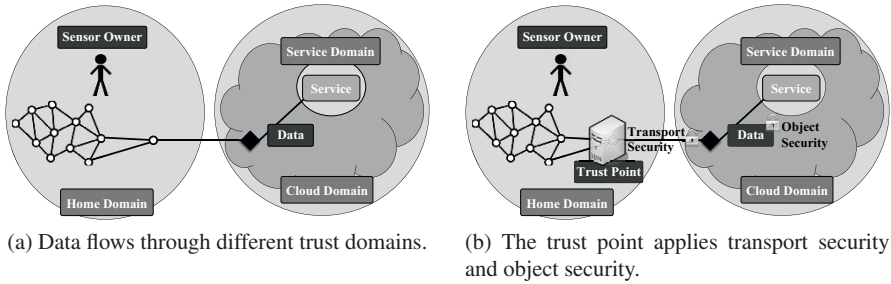 Sensor Owner
Service Domain
Service
Data
Cloud Domain
Home Domain
(a) Data flows through different trust domains.
Sensor Owner
Service Domain
Service
Transport
Security
Data
Object
Security
Trust Point
Cloud Domain
Home Domain
(b) The trust point applies transport security
and object security.